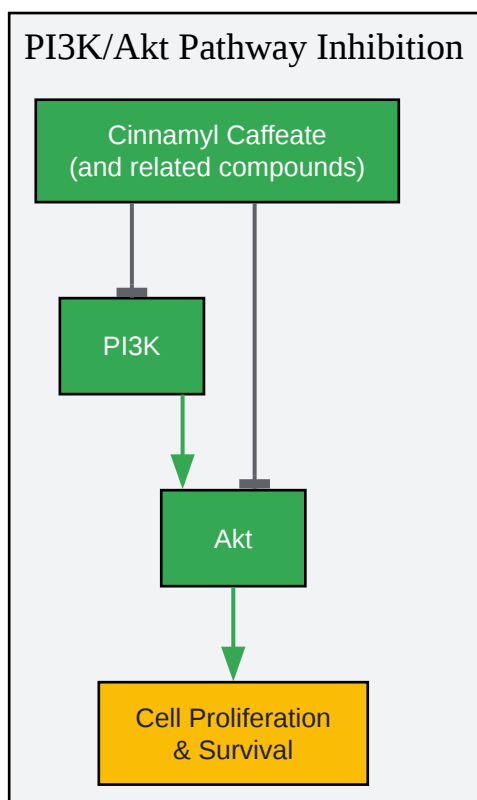 PI3K/Akt Pathway Inhibition
Cinnamyl Caffeate
(and related compounds)
PI3K
Akt
Cell Proliferation
& Survival